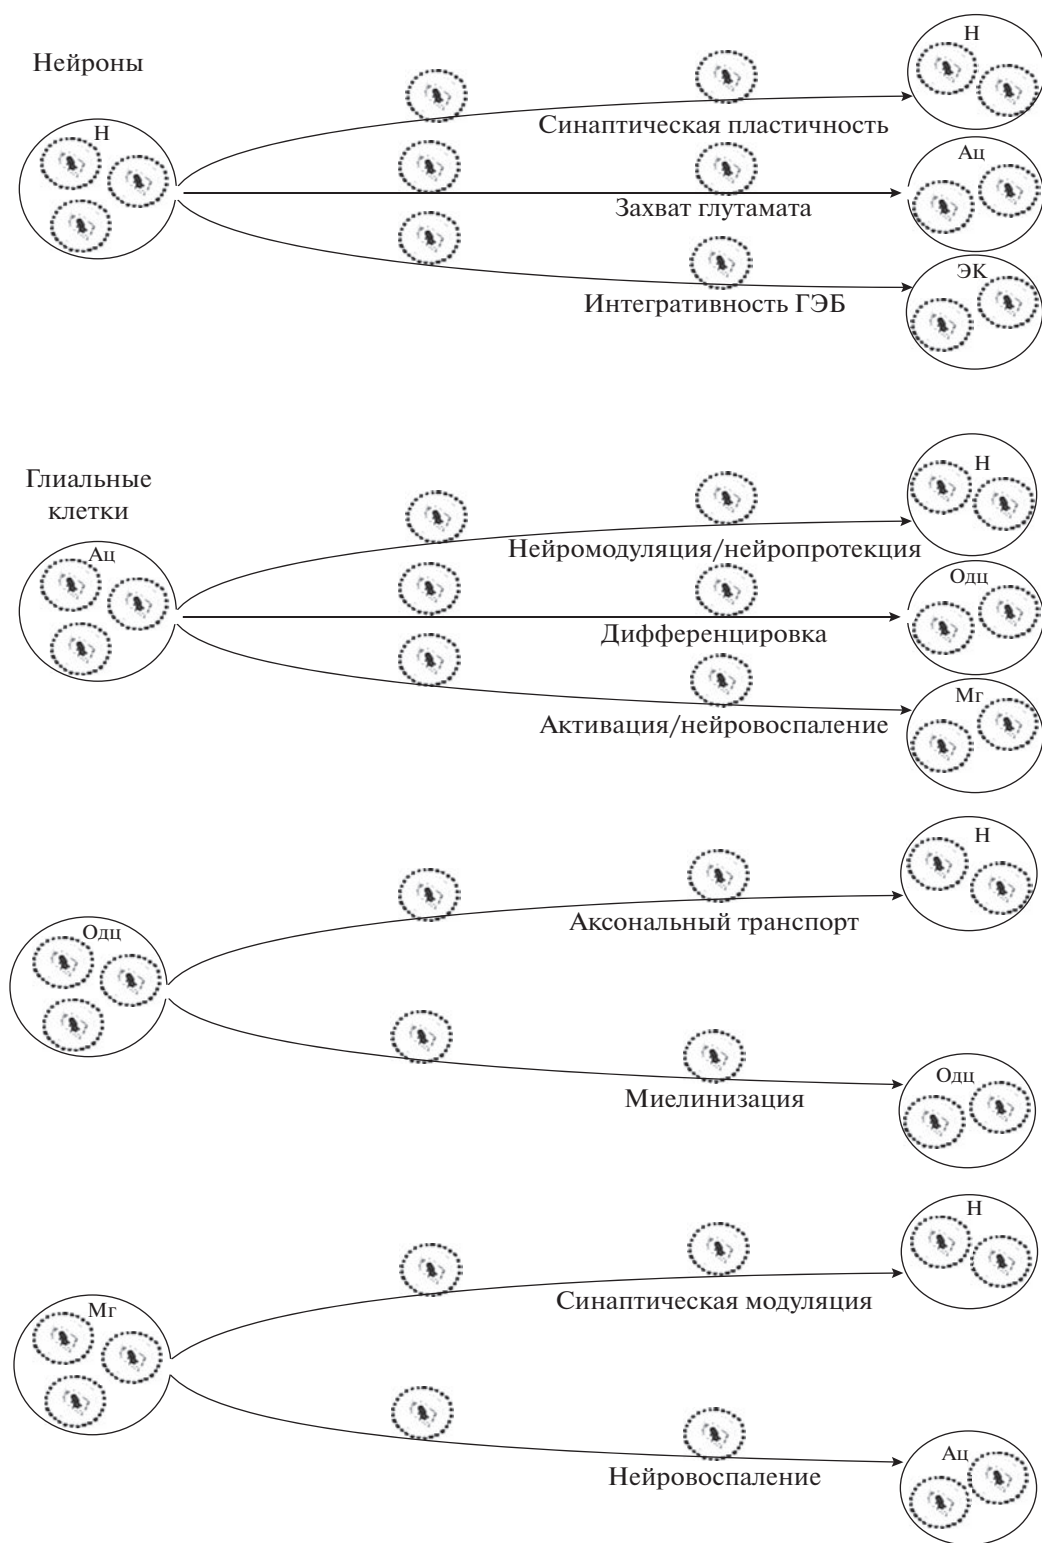 Нейроны
Н
Н
Синаптическая пластичность
Ац
Захват глутамата
ЭК
Интегративность ГЭБ
Глиальные
клетки
Ац
Н
Нейромодуляция/нейропротекция
Одц
Дифференцировка
Мг
Активация/нейровоспаление
Н
Аксональный транспорт
Одц
Одц
Миелинизация
Н
Синаптическая модуляция
Мг
Ац
Нейровоспаление